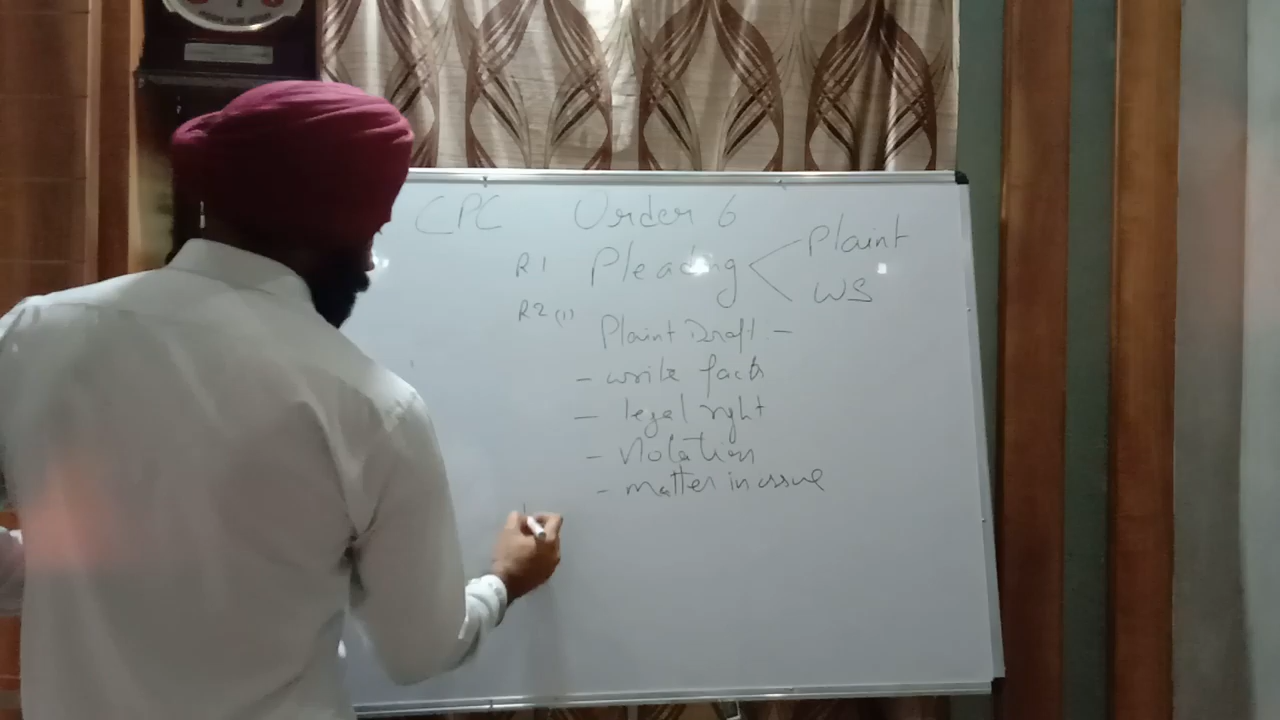 CPC Order 6
R1 Pleading < Plaint
WS
R2 (1)
Plaint Draft -
- write facts
- legal right
- Violation
- matter in issue